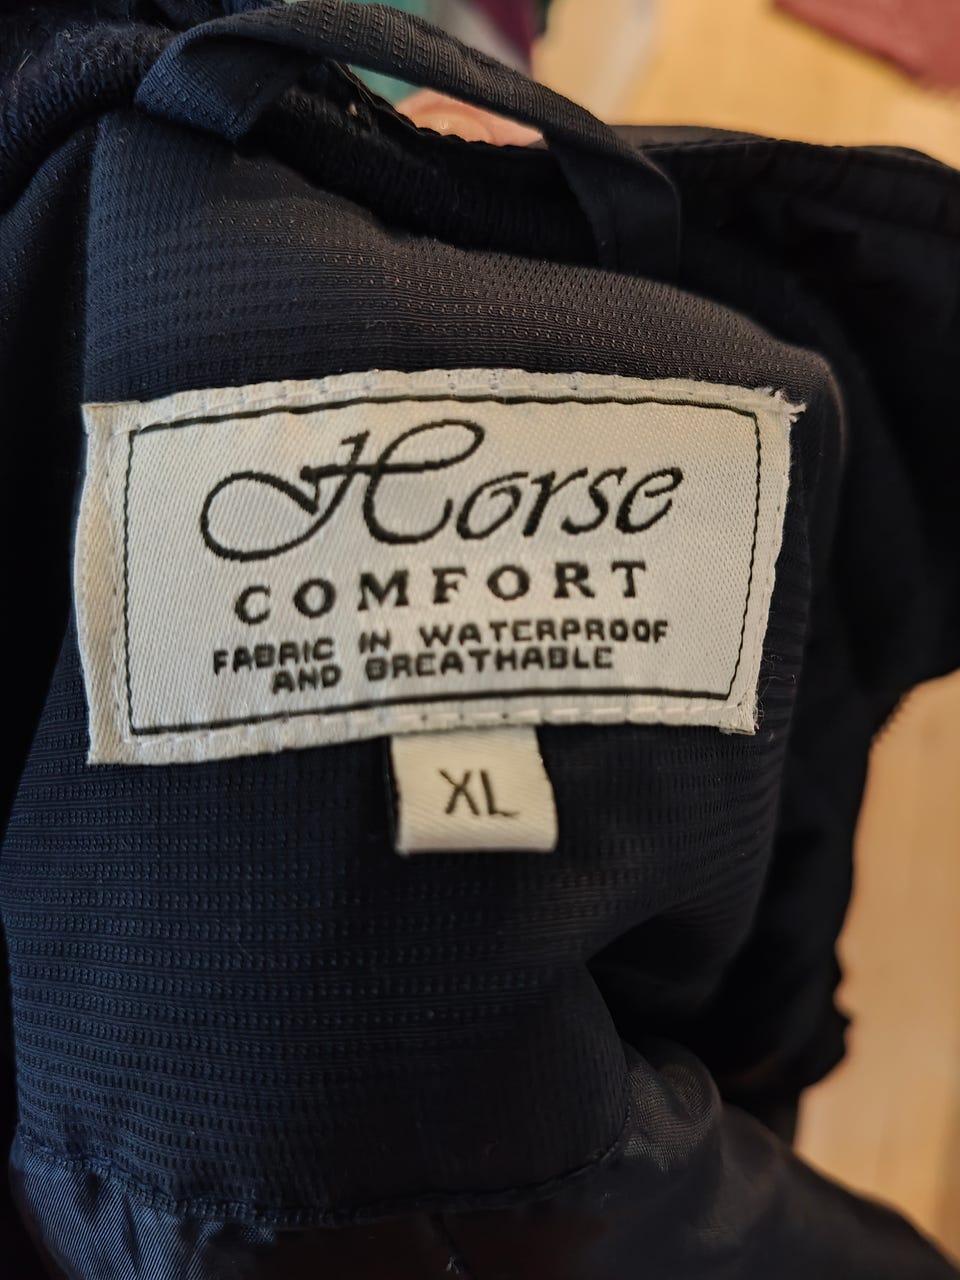 Horse
COMFORT
FABRIC IN WATERPROOF
AND BREATHABLE
XL